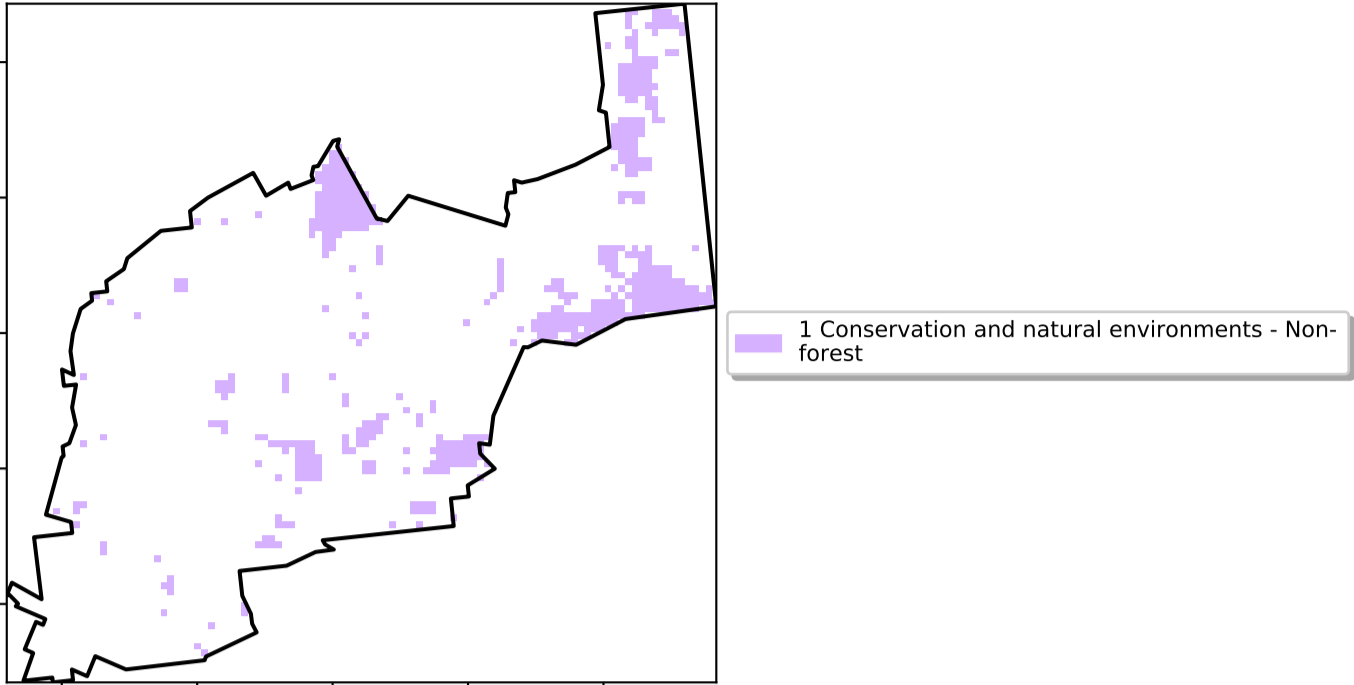 1 Conservation and natural environments - Non-
forest